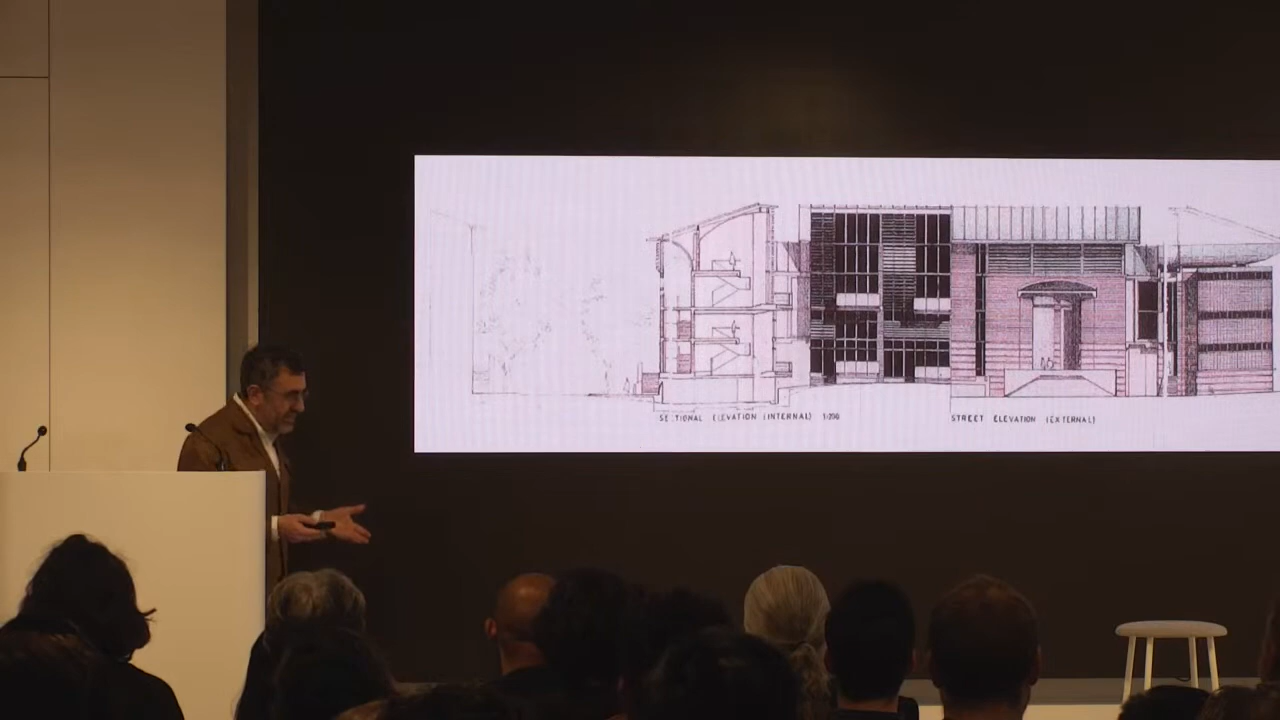 SECTIONAL ELEVATION (INTERNAL) 1:200
STREET ELEVATION (EXTERNAL)